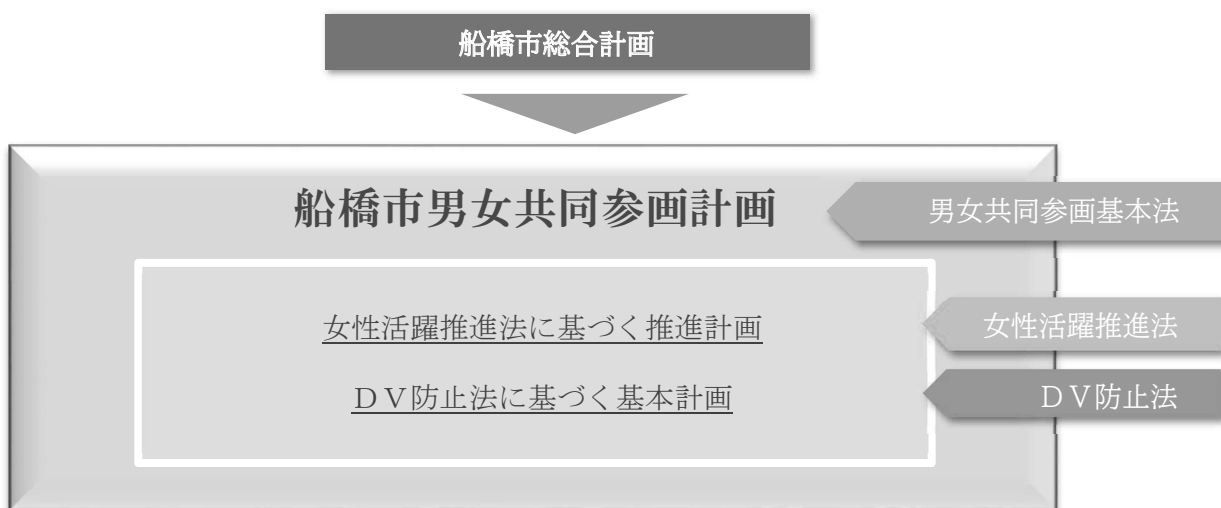 船橋市総合計画
船橋市男女共同参画計画
男女共同参画基本法
女性活躍推進法に基づく推進計画
女性活躍推進法
ＤＶ防止法に基づく基本計画
ＤＶ防止法